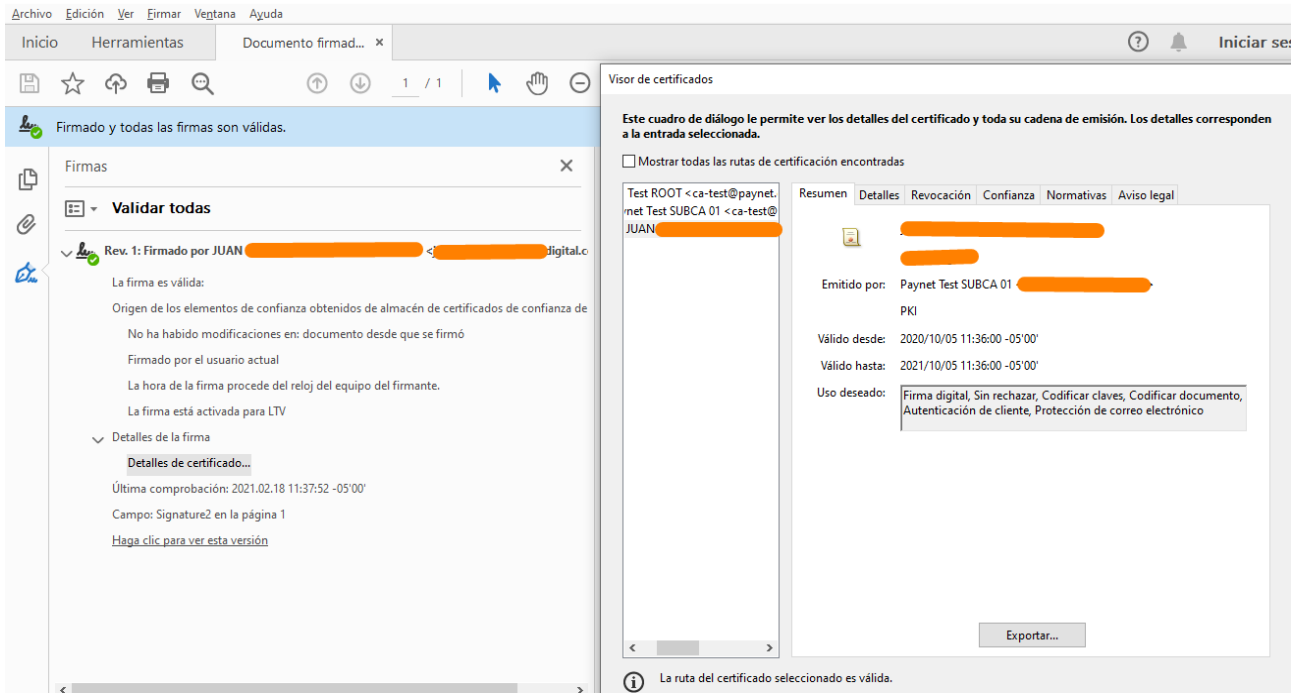 Archivo Edición Ver Firmar Ventana Ayuda
Inicio Herramientas Documento firmad... × Iniciar ses
1 / 1
Firmado y todas las firmas son válidas.
Firmas
Validar todas
Rev. 1: Firmado por JUAN < digital.c
La firma es válida:
Origen de los elementos de confianza obtenidos de almacén de certificados de confianza de
No ha habido modificaciones en: documento desde que se firmó
Firmado por el usuario actual
La hora de la firma procede del reloj del equipo del firmante.
La firma está activada para LTV
Detalles de la firma
Detalles de certificado...
Última comprobación: 2021.02.18 11:37:52 -05'00'
Campo: Signature2 en la página 1
Haga clic para ver esta versión
Visor de certificados
Este cuadro de diálogo le permite ver los detalles del certificado y toda su cadena de emisión. Los detalles corresponden
a la entrada seleccionada.
Mostrar todas las rutas de certificación encontradas
Test ROOT <ca-test@paynet.
net Test SUBCA 01 <ca-test@
JUAN
Resumen Detalles Revocación Confianza Normativas Aviso legal
Emitido por: Paynet Test SUBCA 01
PKI
Válido desde: 2020/10/05 11:36:00 -05'00'
Válido hasta: 2021/10/05 11:36:00 -05'00'
Uso deseado: Firma digital, Sin rechazar, Codificar claves, Codificar documento,
Autenticación de cliente, Protección de correo electrónico
Exportar...
La ruta del certificado seleccionado es válida.